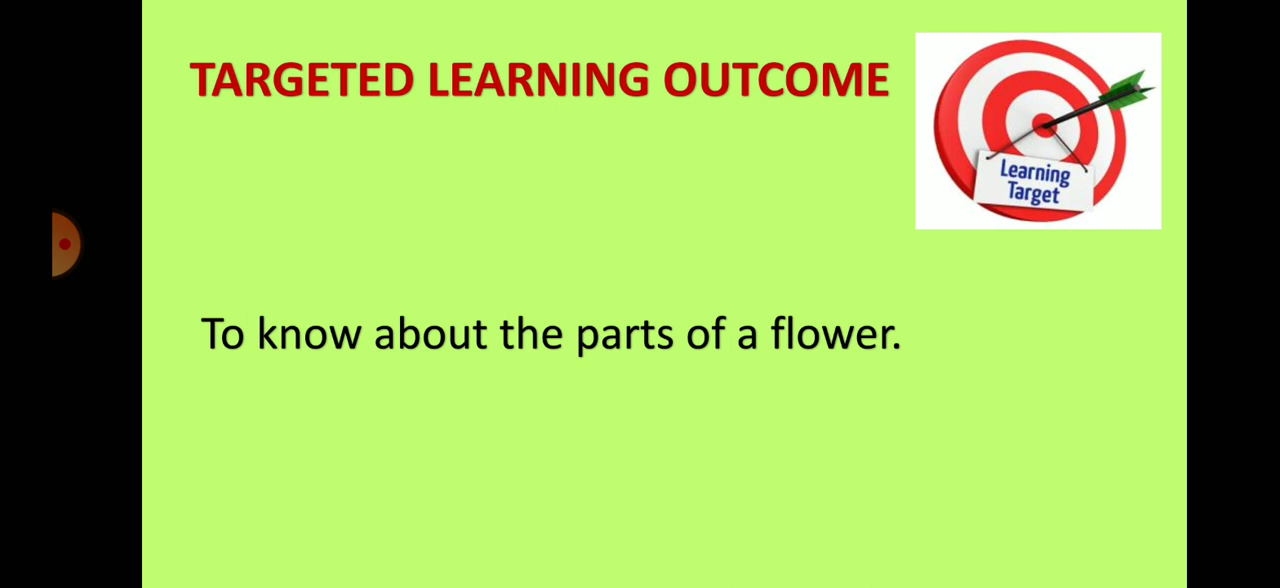 TARGETED LEARNING OUTCOME
Learning
Target
To know about the parts of a flower.